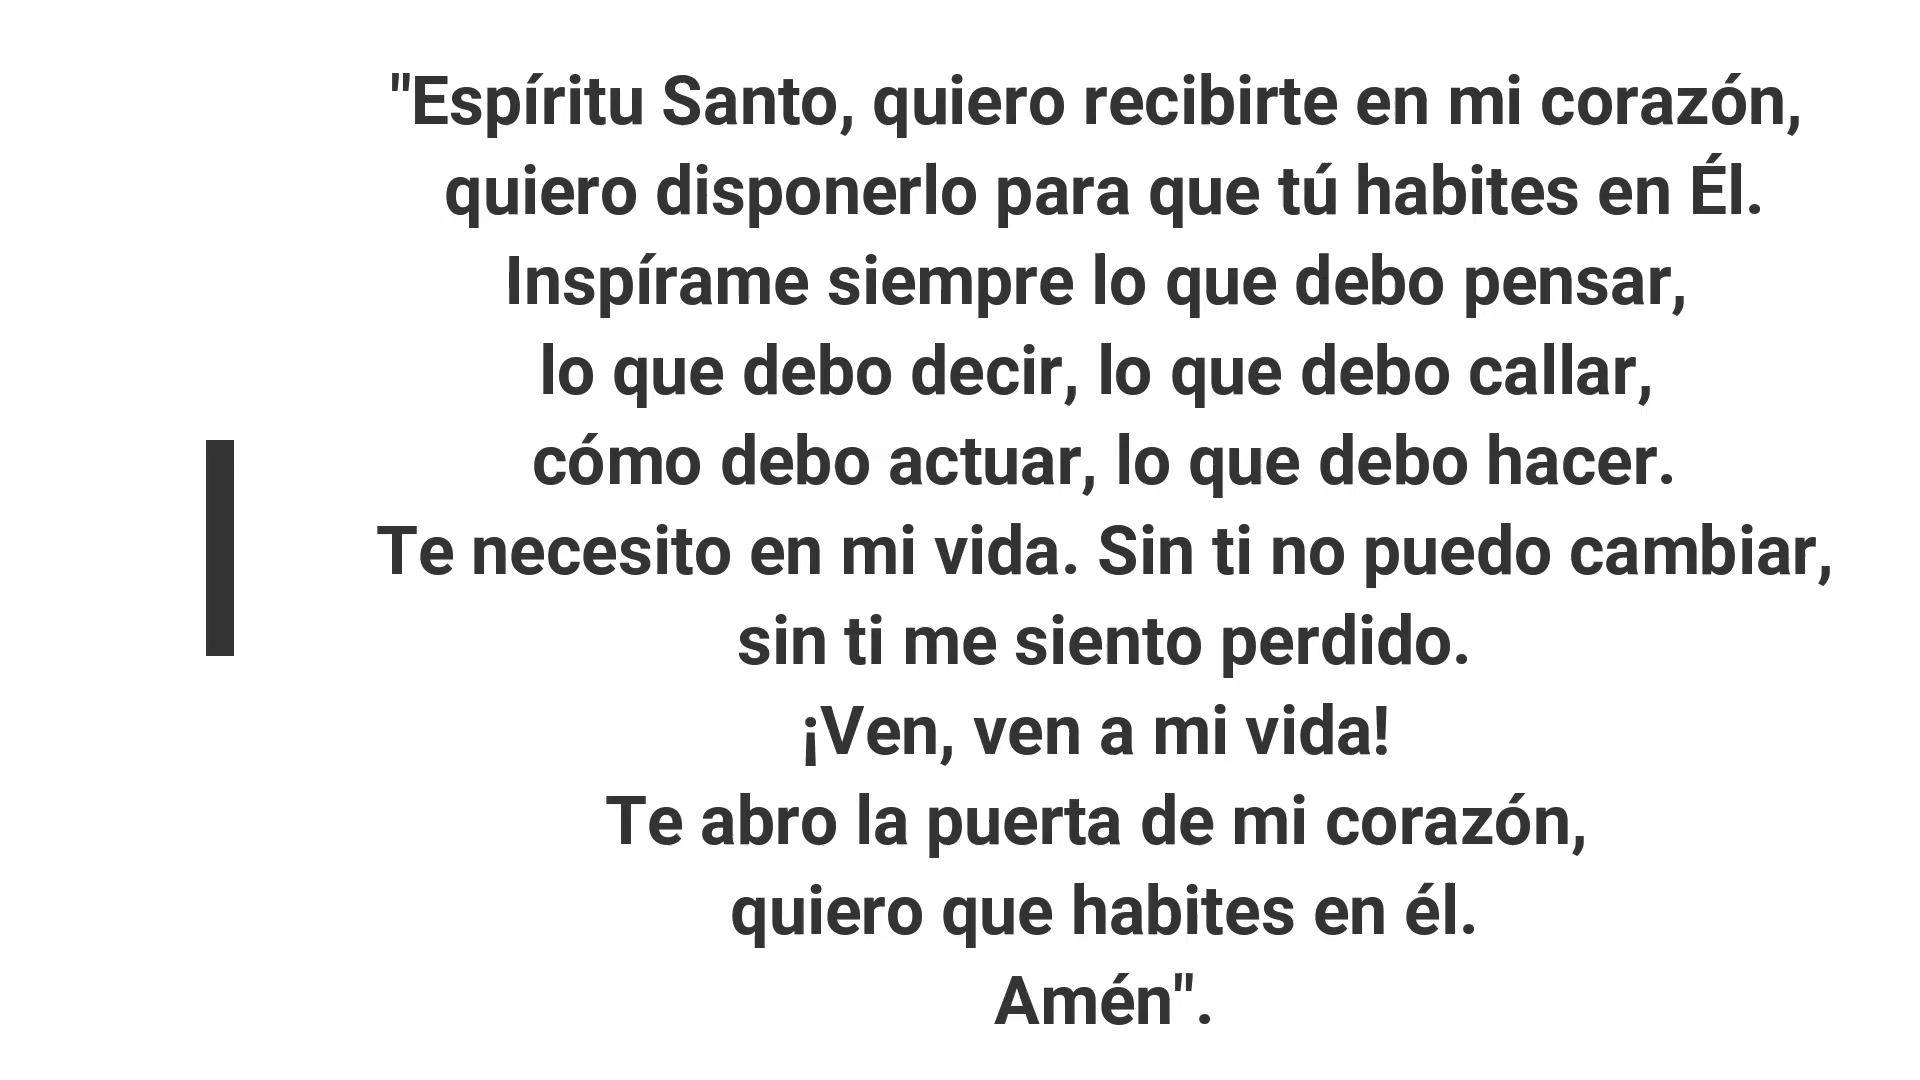 "Espíritu Santo, quiero recibirte en mi corazón,
quiero disponerlo para que tú habites en Él.
Inspírame siempre lo que debo pensar,
lo que debo decir, lo que debo callar,
cómo debo actuar, lo que debo hacer.
Te necesito en mi vida. Sin ti no puedo cambiar,
sin ti me siento perdido.
¡Ven, ven a mi vida!
Te abro la puerta de mi corazón,
quiero que habites en él.
Amén".